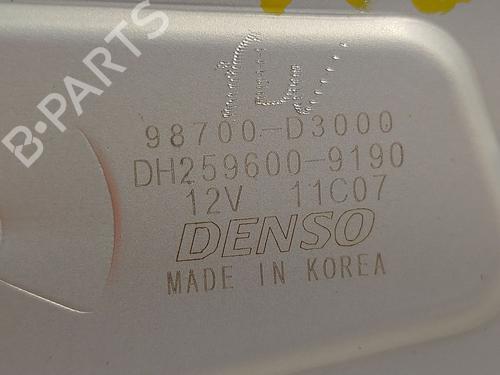 B-PARTS
98700-D3000
DH259600-9190
12V 11C07
DENSO
MADE IN KOREA